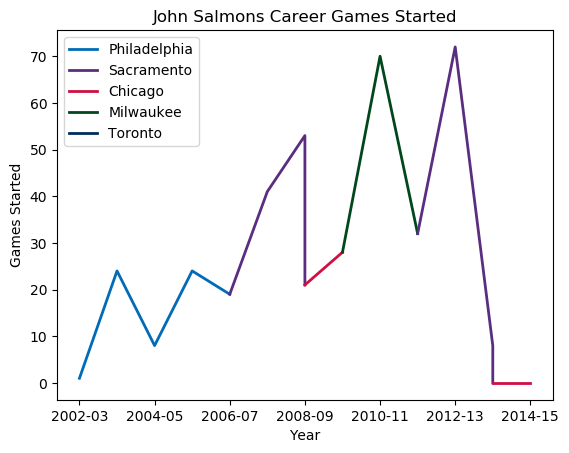 John Salmons Career Games Started
Philadelphia
Sacramento
Chicago
Milwaukee
Toronto
Games Started
70
60
50
40
30
20
10
0
2002-03 2004-05 2006-07 2008-09 2010-11 2012-13 2014-15
Year